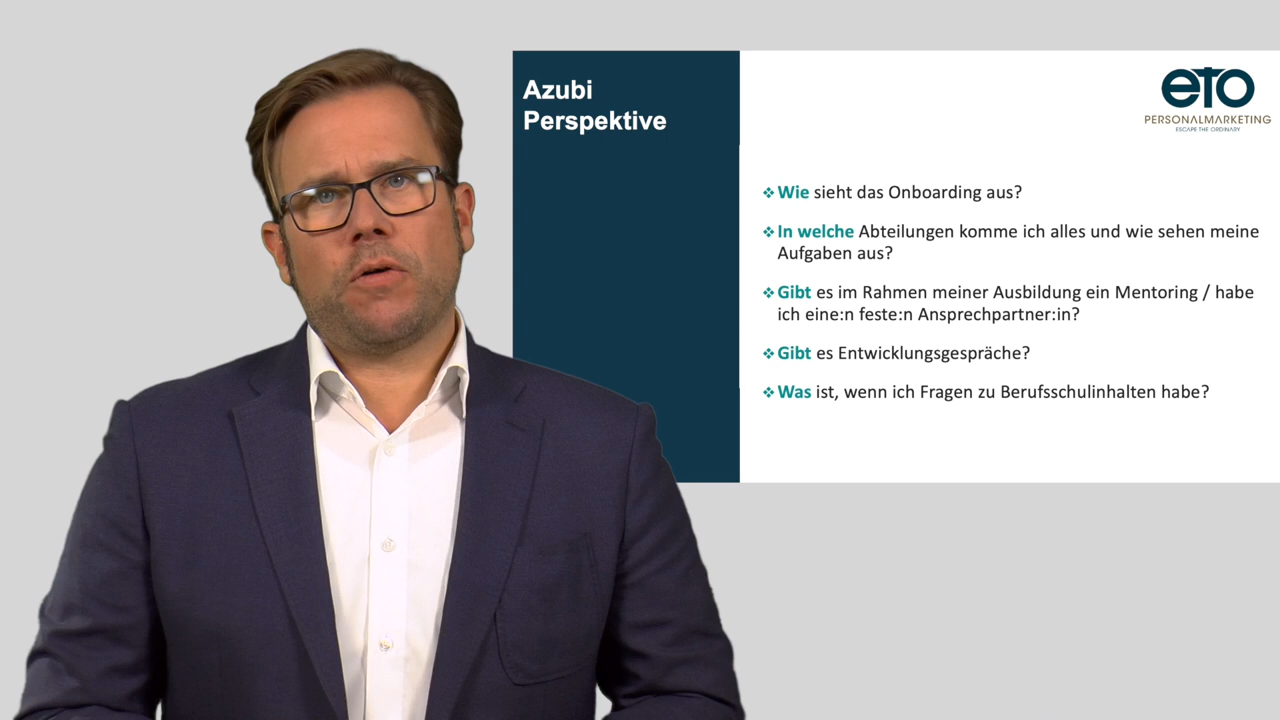 Azubi
Perspektive
eTO
PERSONALMARKETING
ESCAPE THE ORDINARY
❖ Wie sieht das Onboarding aus?
❖ In welche Abteilungen komme ich alles und wie sehen meine
Aufgaben aus?
❖ Gibt es im Rahmen meiner Ausbildung ein Mentoring / habe
ich eine:n feste:n Ansprechpartner:in?
❖ Gibt es Entwicklungsgespräche?
❖ Was ist, wenn ich Fragen zu Berufsschulinhalten habe?